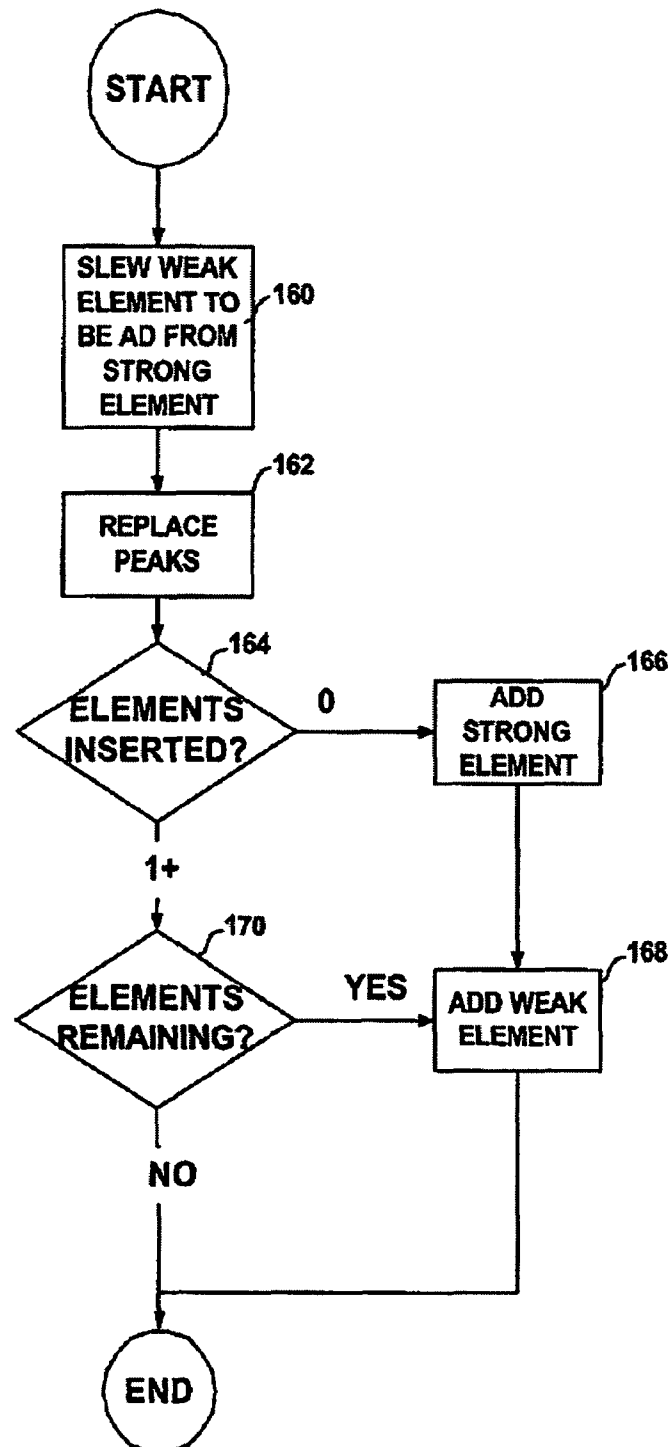 START
SLEW WEAK
ELEMENT TO
BE AD FROM
STRONG
ELEMENT
160
162
REPLACE
PEAKS
164
ELEMENTS
INSERTED?
0
166
ADD
STRONG
ELEMENT
1+
170
ELEMENTS
REMAINING?
YES
168
ADD WEAK
ELEMENT
NO
END